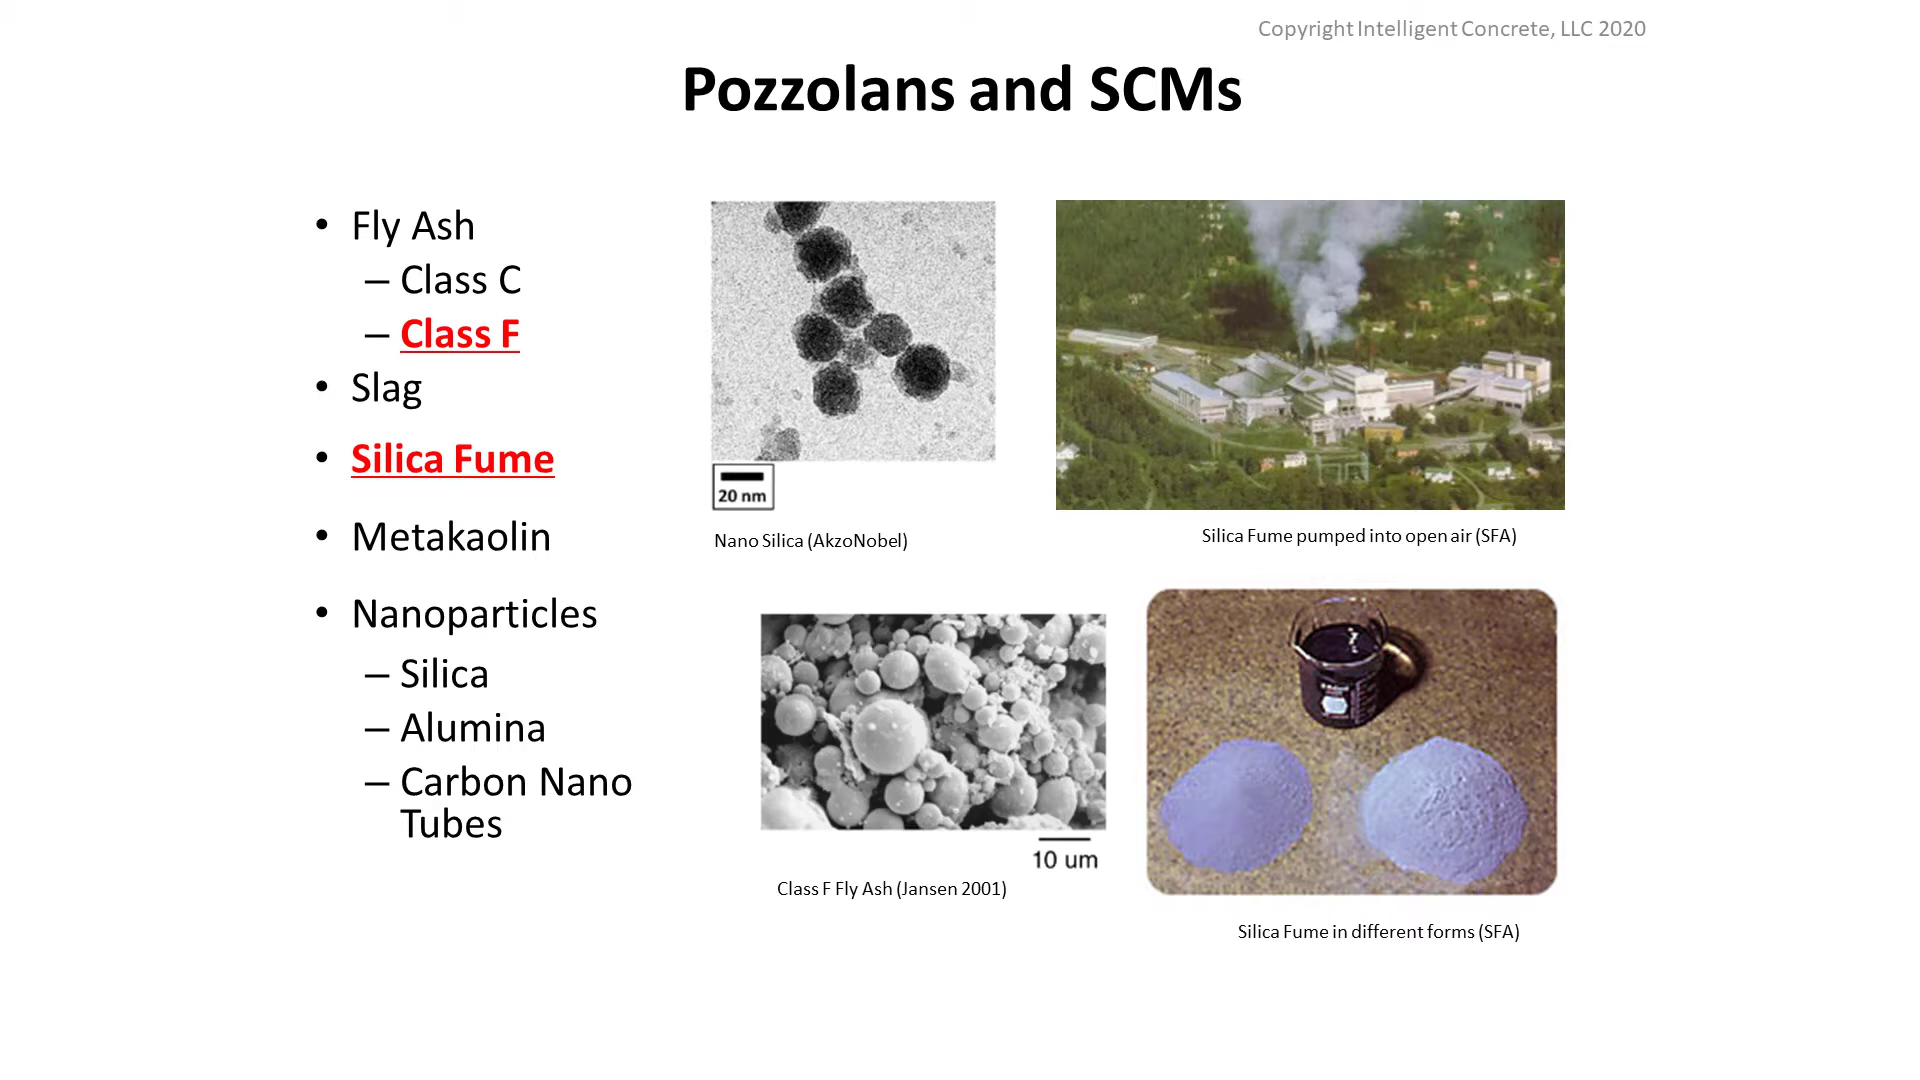 Copyright Intelligent Concrete, LLC 2020
Pozzolans and SCMs
• Fly Ash
– Class C
– Class F
• Slag
• Silica Fume
• Metakaolin
• Nanoparticles
– Silica
– Alumina
– Carbon Nano
Tubes
20 nm
Nano Silica (AkzoNobel)
Silica Fume pumped into open air (SFA)
10 um
Class F Fly Ash (Jansen 2001)
Silica Fume in different forms (SFA)